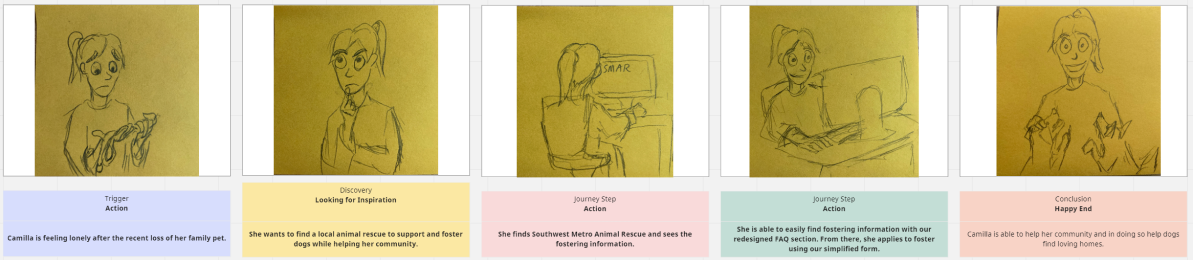 SMAR
Trigger
Action
Camilla is feeling lonely after the recent loss of her family pet.
Discovery
Looking for Inspiration
She wants to find a local animal rescue to support and foster
dogs while helping her community.
Journey Step
Action
She finds Southwest Metro Animal Rescue and sees the
fostering information.
Journey Step
Action
She is able to easily find fostering information with our
redesigned FAQ section. From there, she applies to foster
using our simplified form.
Conclusion
Happy End
Camilla is able to help her community and in doing so help dogs
find loving homes.